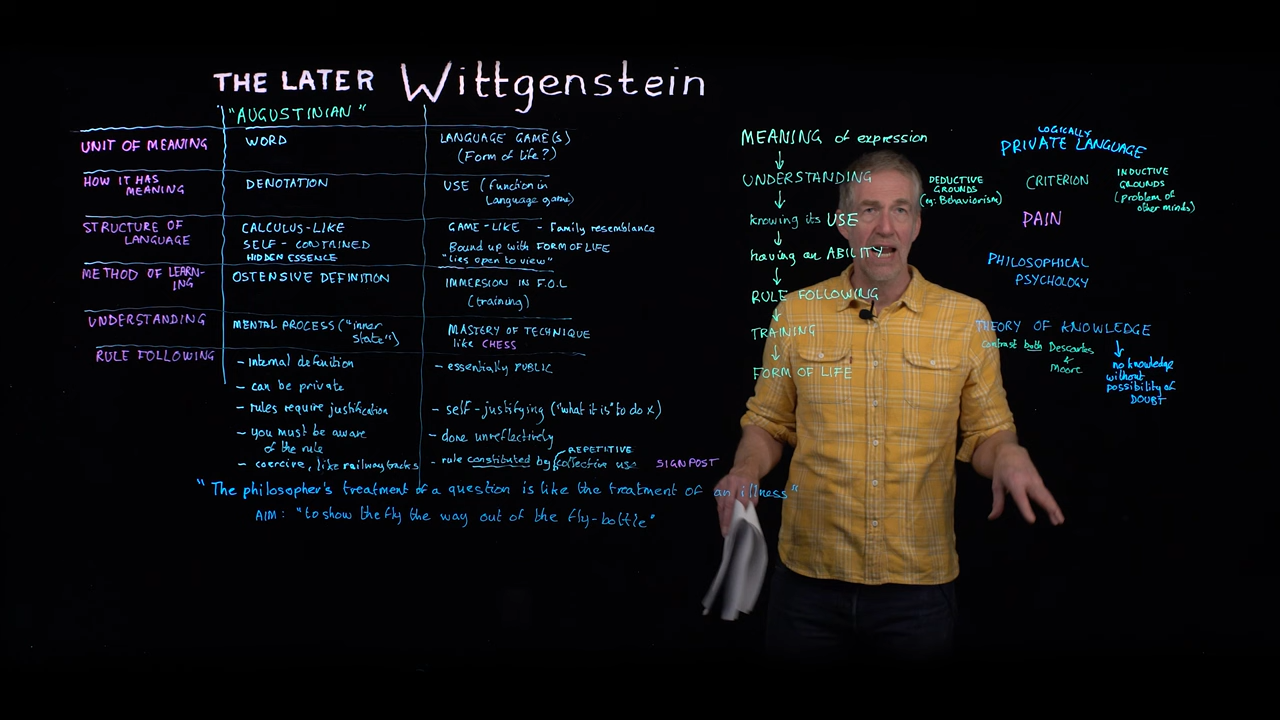 THE LATER Wittgenstein
"AUGUSTINIAN"
UNIT OF MEANING
WORD
LANGUAGE GAME(S)
(Form of life?)
HOW IT HAS
MEANING
DENOTATION
USE (function in
Language game)
STRUCTURE OF
LANGUAGE
CALCULUS-LIKE
SELF-CONTAINED
HIDDEN ESSENCE
GAME-LIKE - Family resemblance
Bound up with FORM OF LIFE
"lies open to view"
METHOD OF LEARN-
ING
OSTENSIVE DEFINITION
IMMERSION IN F.O.L
(training)
UNDERSTANDING
MENTAL PROCESS ("inner
state")
MASTERY OF TECHNIQUE
like CHESS
RULE FOLLOWING
- internal definition
- can be private
- rules require justification
- you must be aware
of the rule
- coercive, like railway tracks
- essentially PUBLIC
- self-justifying ("what it is" to do x)
- done unreflectively
- rule constituted by REPETITIVE
collective use
SIGNPOST
"The philosopher's treatment of a question is like the treatment of an illness"
AIM: "to show the fly the way out of the fly-bottle"
MEANING of expression
↓
UNDERSTANDING
↓
knowing its USE
↓
having an ABILITY
↓
RULE FOLLOWING
↓
TRAINING
↓
FORM OF LIFE
LOGICALLY
PRIVATE LANGUAGE
DEDUCTIVE
GROUNDS
(eg: Behaviorism)
CRITERION
INDUCTIVE
GROUNDS
(problem of
other minds)
PAIN
PHILOSOPHICAL
PSYCHOLOGY
THEORY OF KNOWLEDGE
contrast both Descartes
+
Moore
↓
no knowledge
without
possibility of
DOUBT